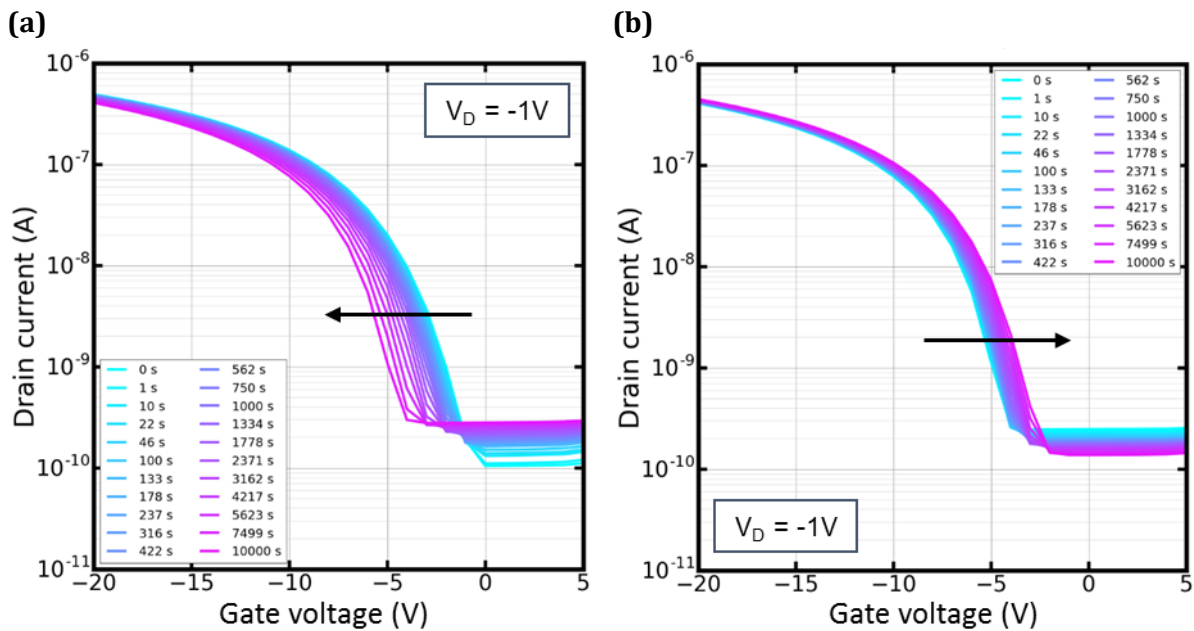 (a)
10^-6
10^-7
10^-8
10^-9
10^-10
10^-11
Drain current (A)
V_D = -1V
0 s
1 s
10 s
22 s
46 s
100 s
133 s
178 s
237 s
316 s
422 s
562 s
750 s
1000 s
1334 s
1778 s
2371 s
3162 s
4217 s
5623 s
7499 s
10000 s
−20 −15 −10 −5 0 5
Gate voltage (V)
(b)
10^-6
10^-7
10^-8
10^-9
10^-10
10^-11
Drain current (A)
0 s
1 s
10 s
22 s
46 s
100 s
133 s
178 s
237 s
316 s
422 s
562 s
750 s
1000 s
1334 s
1778 s
2371 s
3162 s
4217 s
5623 s
7499 s
10000 s
V_D = -1V
−20 −15 −10 −5 0 5
Gate voltage (V)